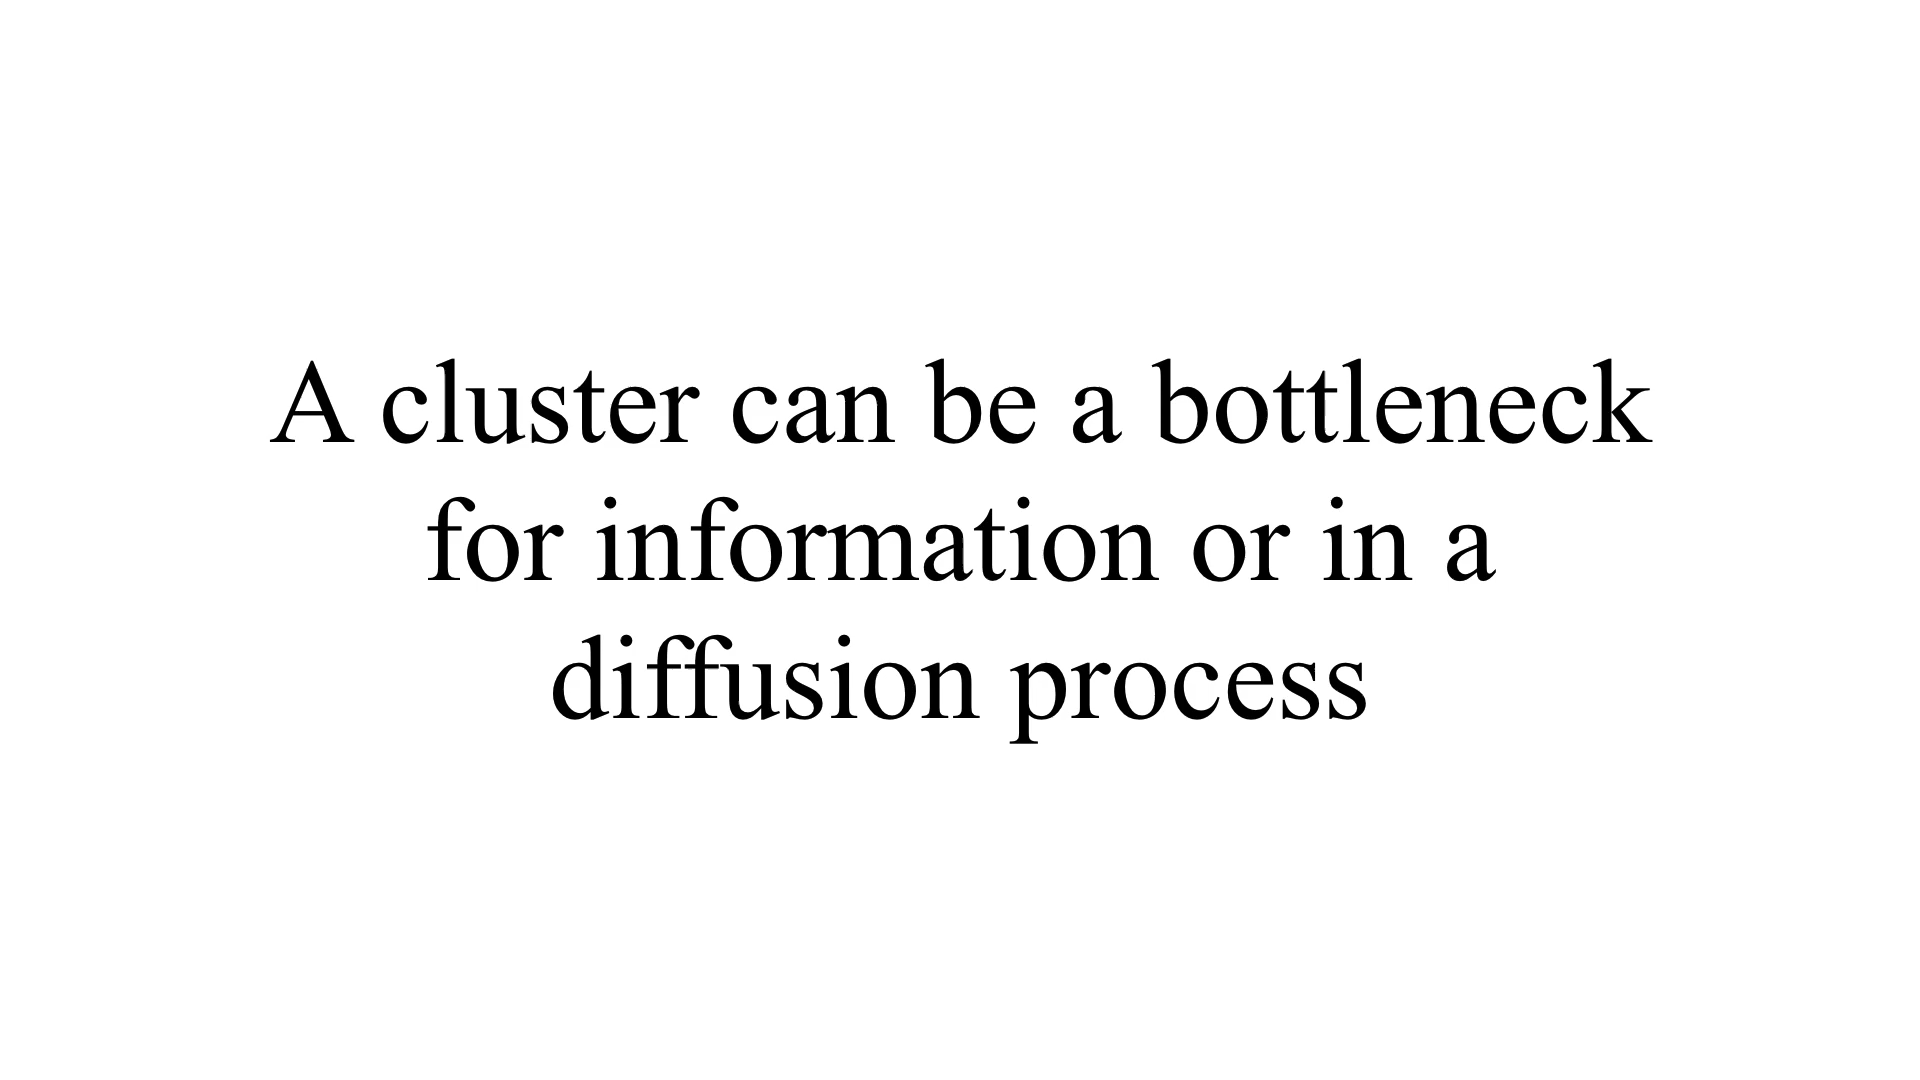 A cluster can be a bottleneck
for information or in a
diffusion process